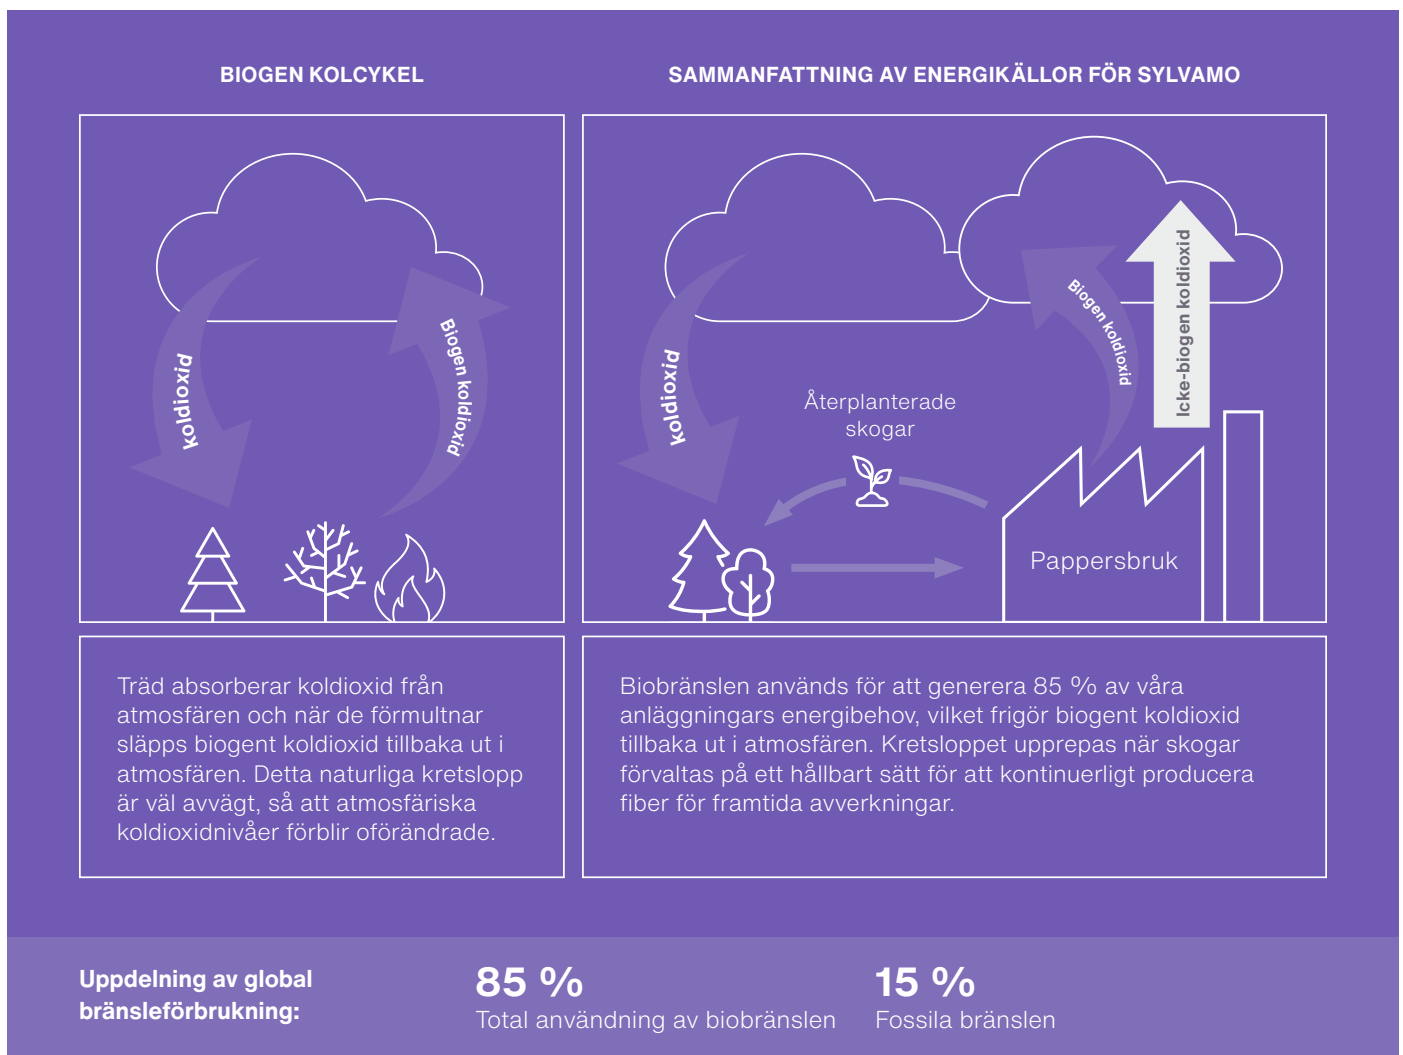 BIOGEN KOLCYKEL
koldioxid
Biogen koldioxid
Träd absorberar koldioxid från
atmosfären och när de förmultnar
släpps biogent koldioxid tillbaka ut i
atmosfären. Detta naturliga kretslopp
är väl avvägt, så att atmosfäriska
koldioxidnivåer förblir oförändrade.
SAMMANFATTNING AV ENERGIKÄLLOR FÖR SYLVAMO
koldioxid
Biogen koldioxid
Icke-biogen koldioxid
Återplanterade
skogar
Pappersbruk
Biobränslen används för att generera 85 % av våra
anläggningars energibehov, vilket frigör biogent koldioxid
tillbaka ut i atmosfären. Kretsloppet upprepas när skogar
förvaltas på ett hållbart sätt för att kontinuerligt producera
fiber för framtida avverkningar.
Uppdelning av global
bränsleförbrukning:
85 %
Total användning av biobränslen
15 %
Fossila bränslen